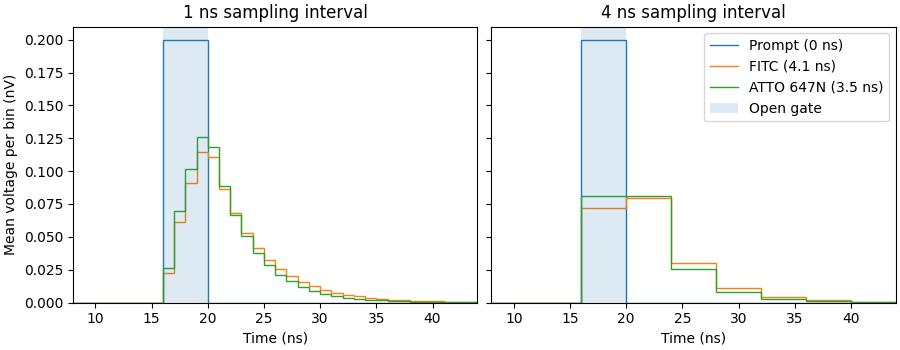 1 ns sampling interval
4 ns sampling interval
Mean voltage per bin (nV)
0.200
0.175
0.150
0.125
0.100
0.075
0.050
0.025
0.000
Prompt (0 ns)
FITC (4.1 ns)
ATTO 647N (3.5 ns)
Open gate
10 15 20 25 30 35 40
10 15 20 25 30 35 40
Time (ns)
Time (ns)